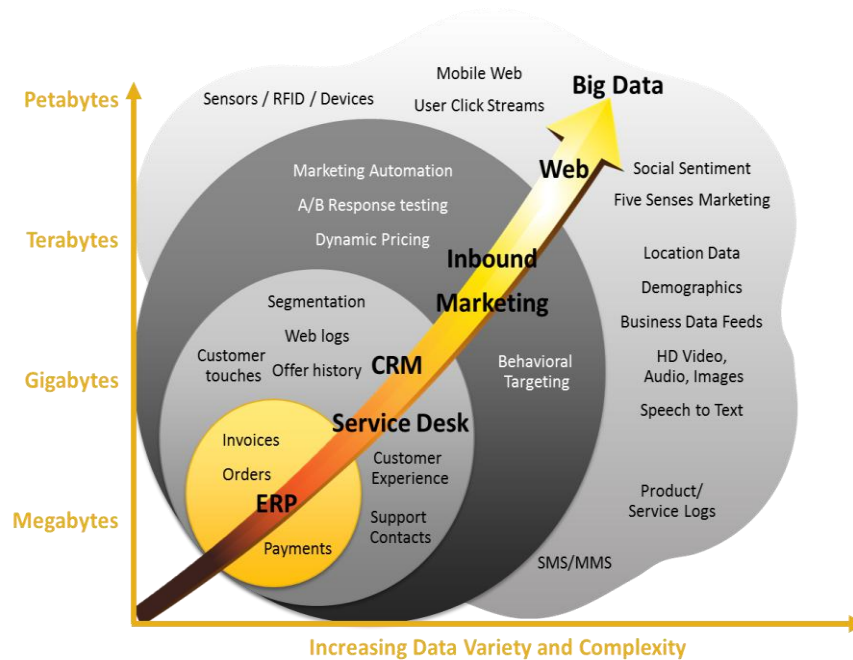 Mobile Web
Big Data
Petabytes
Sensors / RFID / Devices
User Click Streams
Marketing Automation
Web
Social Sentiment
A/B Response testing
Five Senses Marketing
Terabytes
Dynamic Pricing
Inbound
Marketing
Location Data
Demographics
Segmentation
Web logs
Business Data Feeds
Customer
touches
Offer history
CRM
Gigabytes
Behavioral
Targeting
HD Video,
Audio, Images
Speech to Text
Service Desk
Invoices
Orders
ERP
Customer
Experience
Product/
Service Logs
Megabytes
Support
Contacts
Payments
SMS/MMS
Increasing Data Variety and Complexity